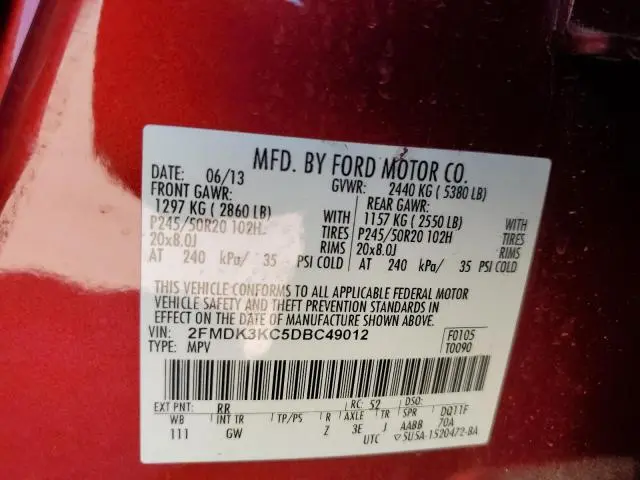 MFD. BY FORD MOTOR CO.
DATE: 06/13 GVWR: 2440 KG ( 5380 LB)
FRONT GAWR: REAR GAWR:
1297 KG ( 2860 LB) WITH 1157 KG ( 2550 LB) WITH
P245/50R20 102H TIRES P245/50R20 102H TIRES
20x8.0J RIMS 20x8.0J RIMS
AT 240 kPa/ 35 PSI COLD AT 240 kPa/ 35 PSI COLD
THIS VEHICLE CONFORMS TO ALL APPLICABLE FEDERAL MOTOR
VEHICLE SAFETY AND THEFT PREVENTION STANDARDS IN
EFFECT ON THE DATE OF MANUFACTURE SHOWN ABOVE.
VIN: 2FMDK3KC5DBC49012 F0105
TYPE: MPV T0090
EXT PNT: RR RC: 52 DSO:
WB INT TR TP/PS R AXLE TR SPR DQ11F
111 GW Z 3E J AABB 70A
UTC ▽5U5A-1520472-BA